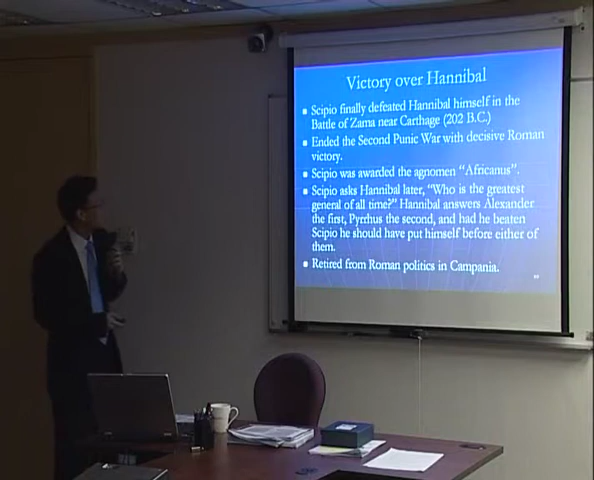 Victory over Hannibal
Scipio finally defeated Hannibal himself in the
Battle of Zama near Carthage (202 B.C.)
Ended the Second Punic War with decisive Roman
victory.
Scipio was awarded the agnomen “Africanus”.
Scipio asks Hannibal later, “Who is the greatest
general of all time?” Hannibal answers Alexander
the first, Pyrrhus the second, and had he beaten
Scipio he should have put himself before either of
them.
Retired from Roman politics in Campania.